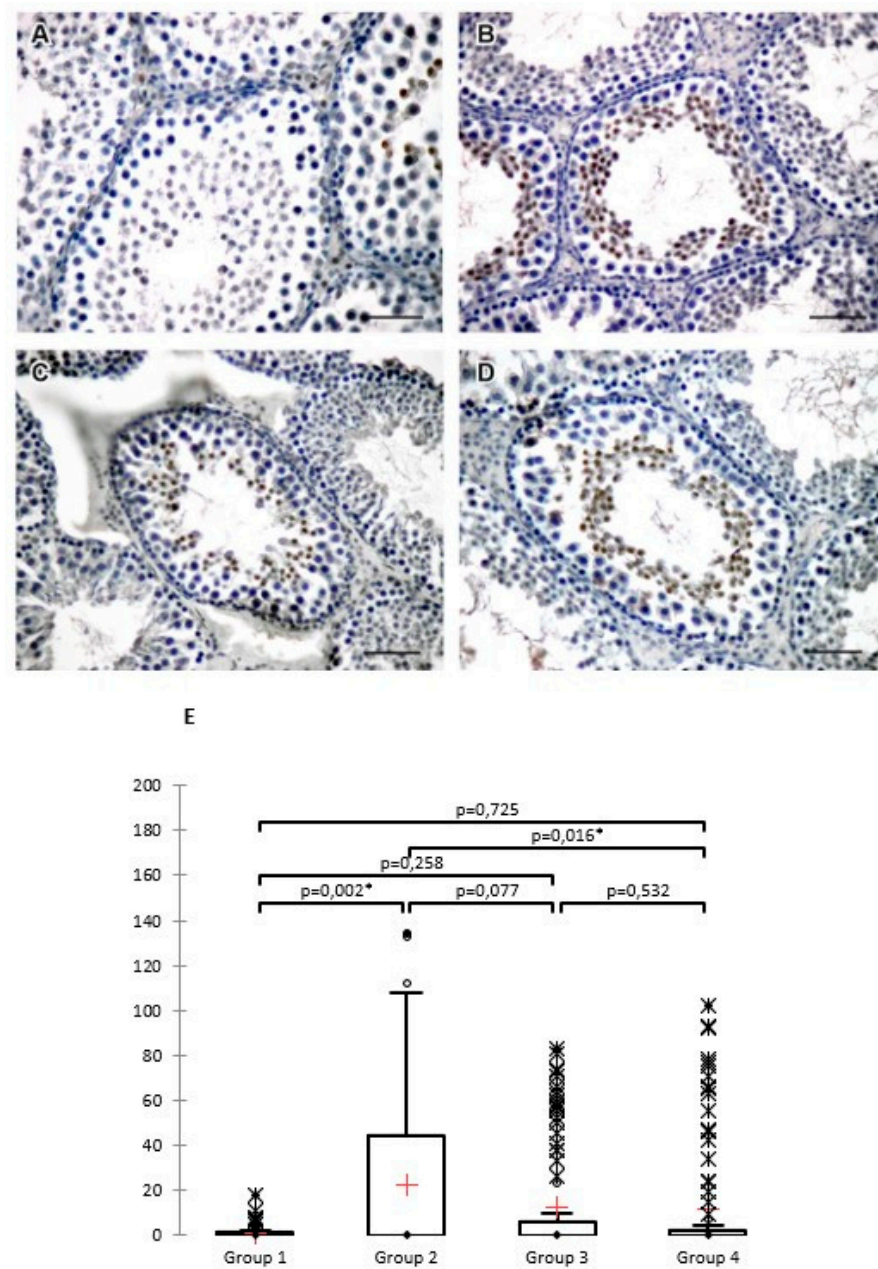 A
B
C
D
E
200
180
160
140
120
100
80
60
40
20
0
p=0,725
p=0,016*
p=0,258
p=0,002*
p=0,077
p=0,532
Group 1
Group 2
Group 3
Group 4